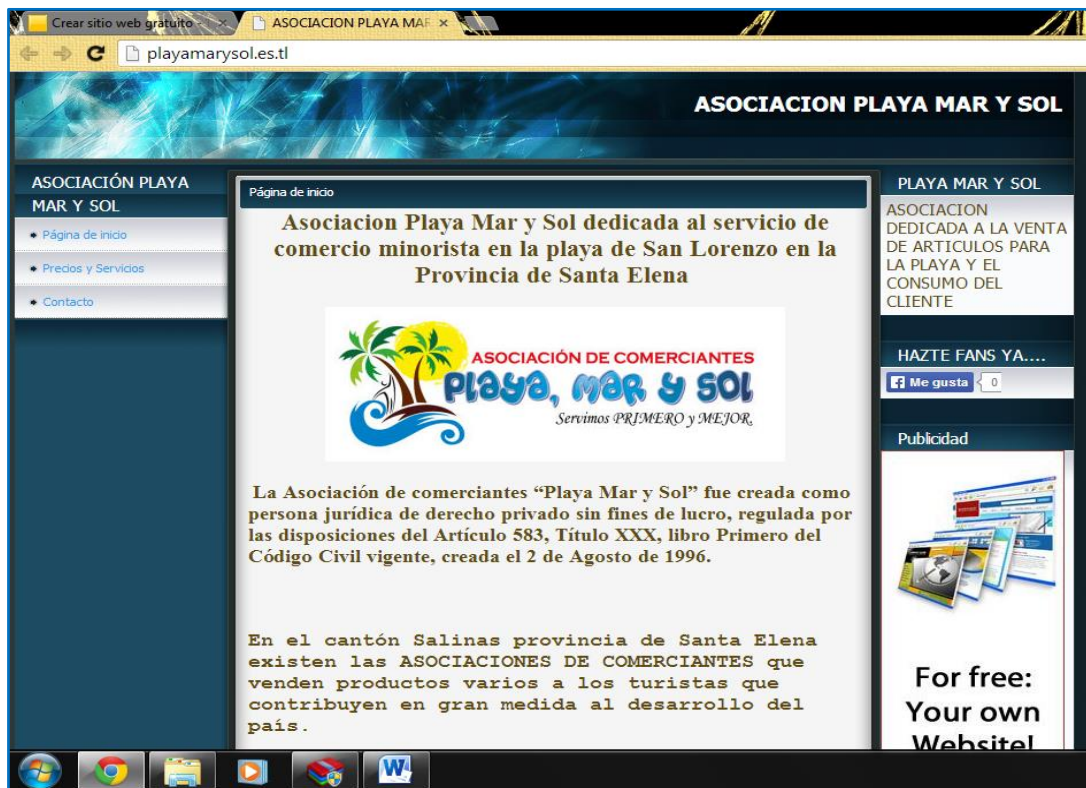 Crear sitio web gratuito -
ASOCIACION PLAYA MAR
playamarysol.es.tl
ASOCIACION PLAYA MAR Y SOL
ASOCIACIÓN PLAYA
MAR Y SOL
Página de inicio
Precios y Servicios
Contacto
Página de inicio
Asociacion Playa Mar y Sol dedicada al servicio de
comercio minorista en la playa de San Lorenzo en la
Provincia de Santa Elena
ASOCIACIÓN DE COMERCIANTES
PLAYA, MAR Y SOL
Servimos PRIMERO y MEJOR.
La Asociación de comerciantes “Playa Mar y Sol” fue creada como
persona jurídica de derecho privado sin fines de lucro, regulada por
las disposiciones del Artículo 583, Título XXX, libro Primero del
Código Civil vigente, creada el 2 de Agosto de 1996.
En el cantón Salinas provincia de Santa Elena
existen las ASOCIACIONES DE COMERCIANTES que
venden productos varios a los turistas que
contribuyen en gran medida al desarrollo del
país.
PLAYA MAR Y SOL
ASOCIACION
DEDICADA A LA VENTA
DE ARTICULOS PARA
LA PLAYA Y EL
CONSUMO DEL
CLIENTE
HAZTE FANS YA....
Me gusta 0
Publicidad
For free:
Your own
Website!